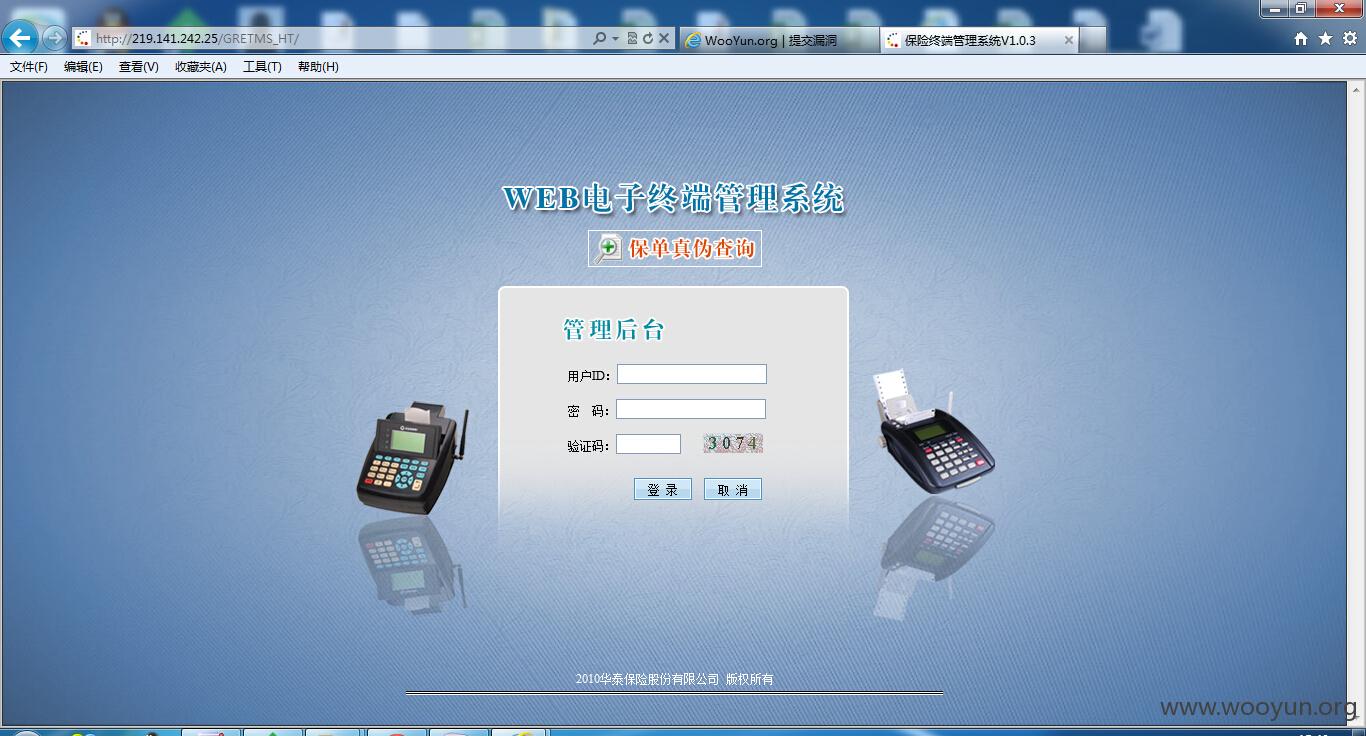 http://219.141.242.25/GRETMS_HT/
WooYun.org | 提交漏洞
保险终端管理系统V1.0.3
文件(F) 编辑(E) 查看(V) 收藏夹(A) 工具(T) 帮助(H)
WEB电子终端管理系统
保单真伪查询
管理后台
用户ID:
密 码:
验证码: 3074
登 录 取 消
2010华泰保险股份有限公司 版权所有
www.wooyun.org